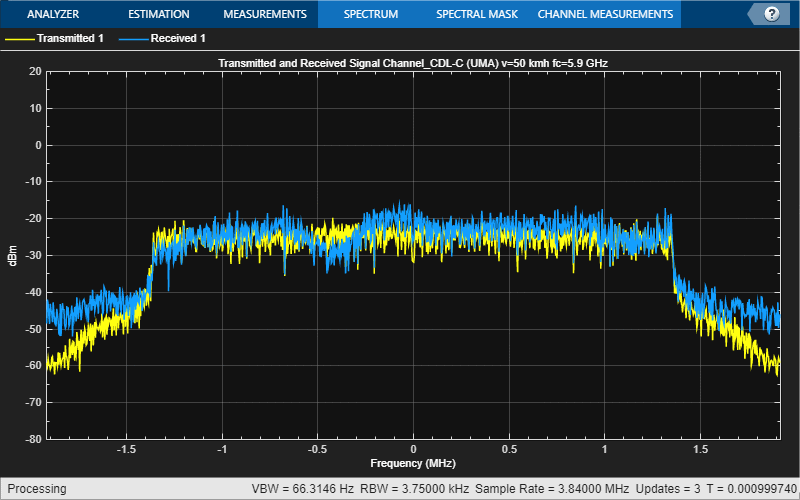 ANALYZER ESTIMATION MEASUREMENTS SPECTRUM SPECTRAL MASK CHANNEL MEASUREMENTS ?
Transmitted 1 Received 1
Transmitted and Received Signal Channel_CDL-C (UMA) v=50 kmh fc=5.9 GHz
20
10
0
-10
-20
-30
-40
-50
-60
-70
-80
dBm
-1.5 -1 -0.5 0 0.5 1 1.5
Frequency (MHz)
Processing VBW = 66.3146 Hz RBW = 3.75000 kHz Sample Rate = 3.84000 MHz Updates = 3 T = 0.000999740